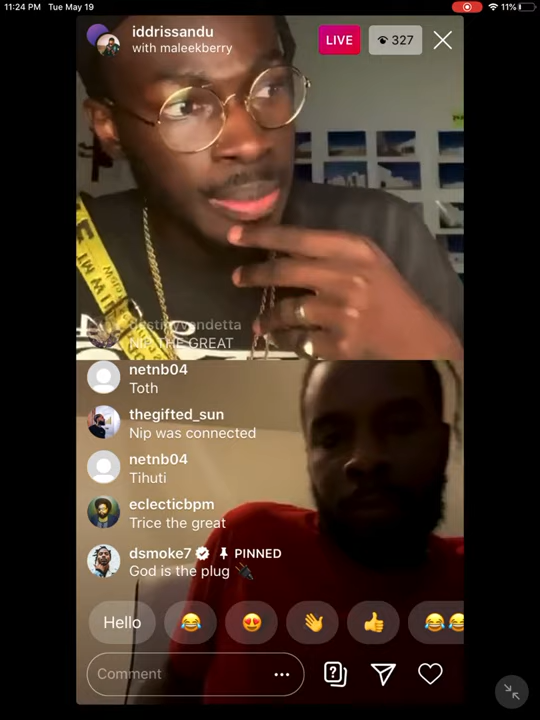 11:24 PM Tue May 19
11%
iddrissandu
with maleekberry
LIVE
327
NIP THE GREAT
netnb04
Toth
thegifted_sun
Nip was connected
netnb04
Tihuti
eclecticbpm
Trice the great
dsmoke7 PINNED
God is the plug 🔌
Hello 😂 😍 👋 👍 😂😂
Comment